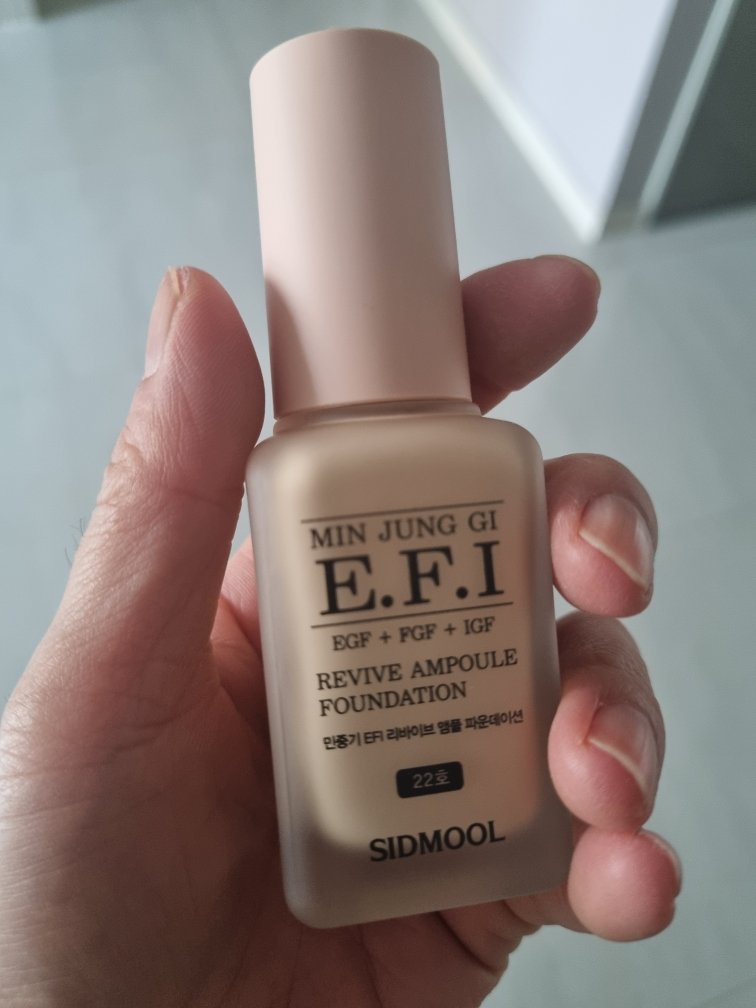 MIN JUNG GI
E.F.I
EGF + FGF + IGF
REVIVE AMPOULE
FOUNDATION
민중기 EFI 리바이브 앰플 파운데이션
22호
SIDMOOL